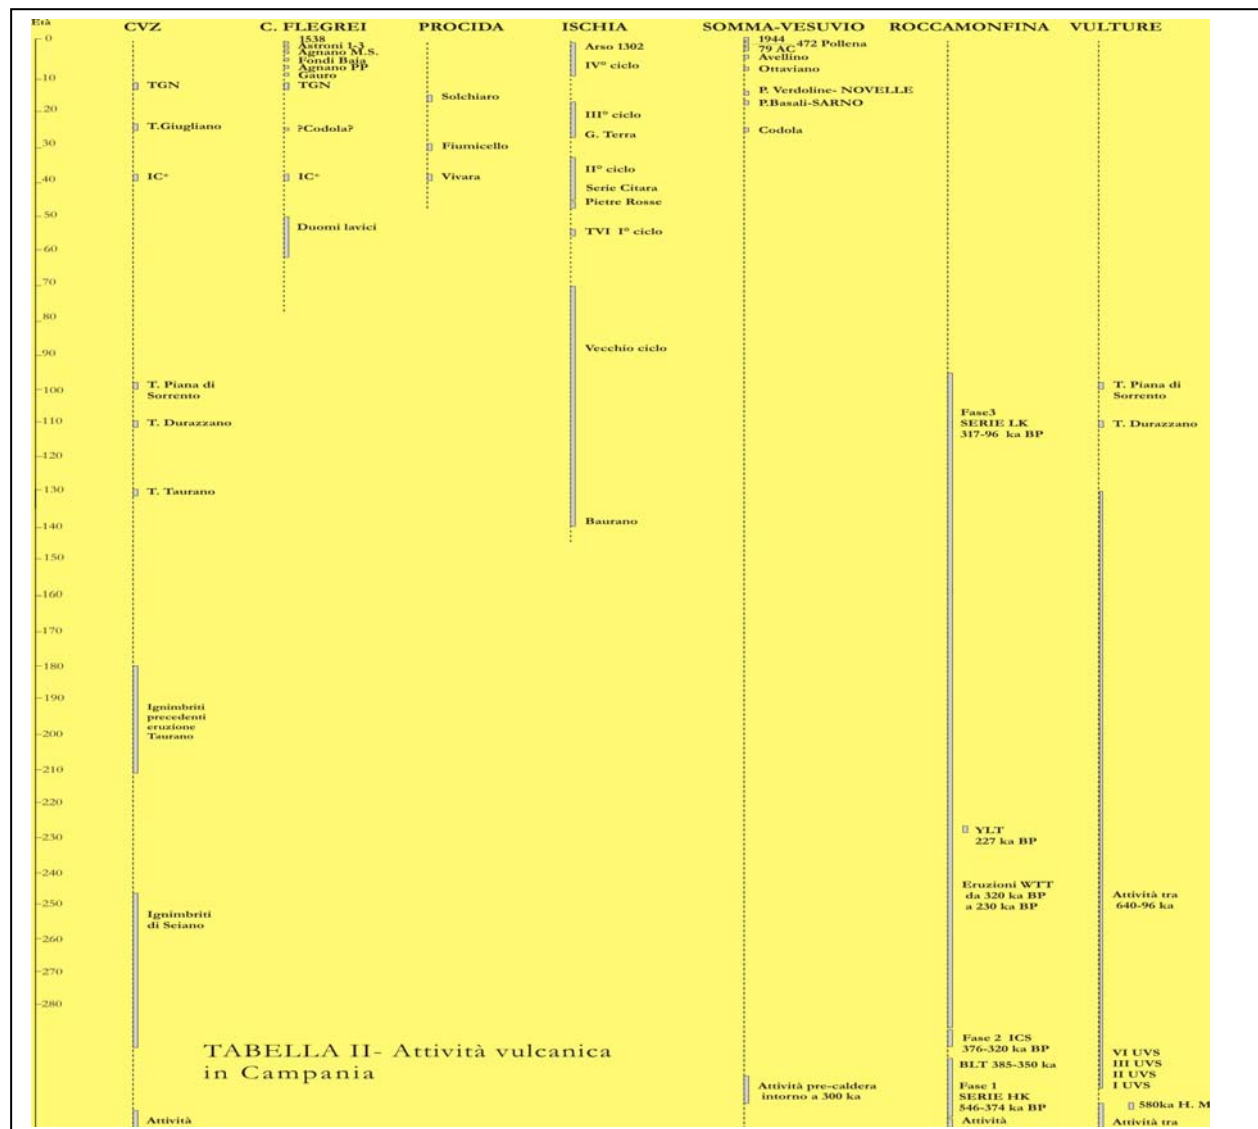 Età
CVZ
C. FLEGREI
PROCIDA
ISCHIA
SOMMA-VESUVIO
ROCCAMONFINA
VULTURE
0
10
20
30
40
50
60
70
80
90
100
110
120
130
140
150
160
170
180
190
200
210
220
230
240
250
260
270
280
TGN
T.Giugliano
IC*
T. Piana di
Sorrento
T. Durazzano
T. Taurano
Ignimbriti
precedenti
eruzione
Taurano
Ignimbriti
di Seiano
Attività
1538
Astroni 1-3
Agnano M.S.
Fondi Baia
Agnano PP
Gauro
TGN
?Codola?
IC*
Duomi lavici
Solchiaro
Fiumicello
Vivara
Arso 1302
IV° ciclo
III° ciclo
G. Terra
II° ciclo
Serie Citara
Pietre Rosse
TVI I° ciclo
Vecchio ciclo
Baurano
1944
472 Pollena
79 AC
Avellino
Ottaviano
P. Verdoline- NOVELLE
P.Basali-SARNO
Codola
Attività pre-caldera
intorno a 300 ka
Fase3
SERIE LK
317-96 ka BP
YLT
227 ka BP
Eruzioni WTT
da 320 ka BP
a 230 ka BP
Fase 2 ICS
376-320 ka BP
BLT 385-350 ka
Fase 1
SERIE HK
546-374 ka BP
Attività
T. Piana di
Sorrento
T. Durazzano
Attività tra
640-96 ka
VI UVS
III UVS
II UVS
I UVS
580ka H. M
Attività tra
TABELLA II- Attività vulcanica
in Campania